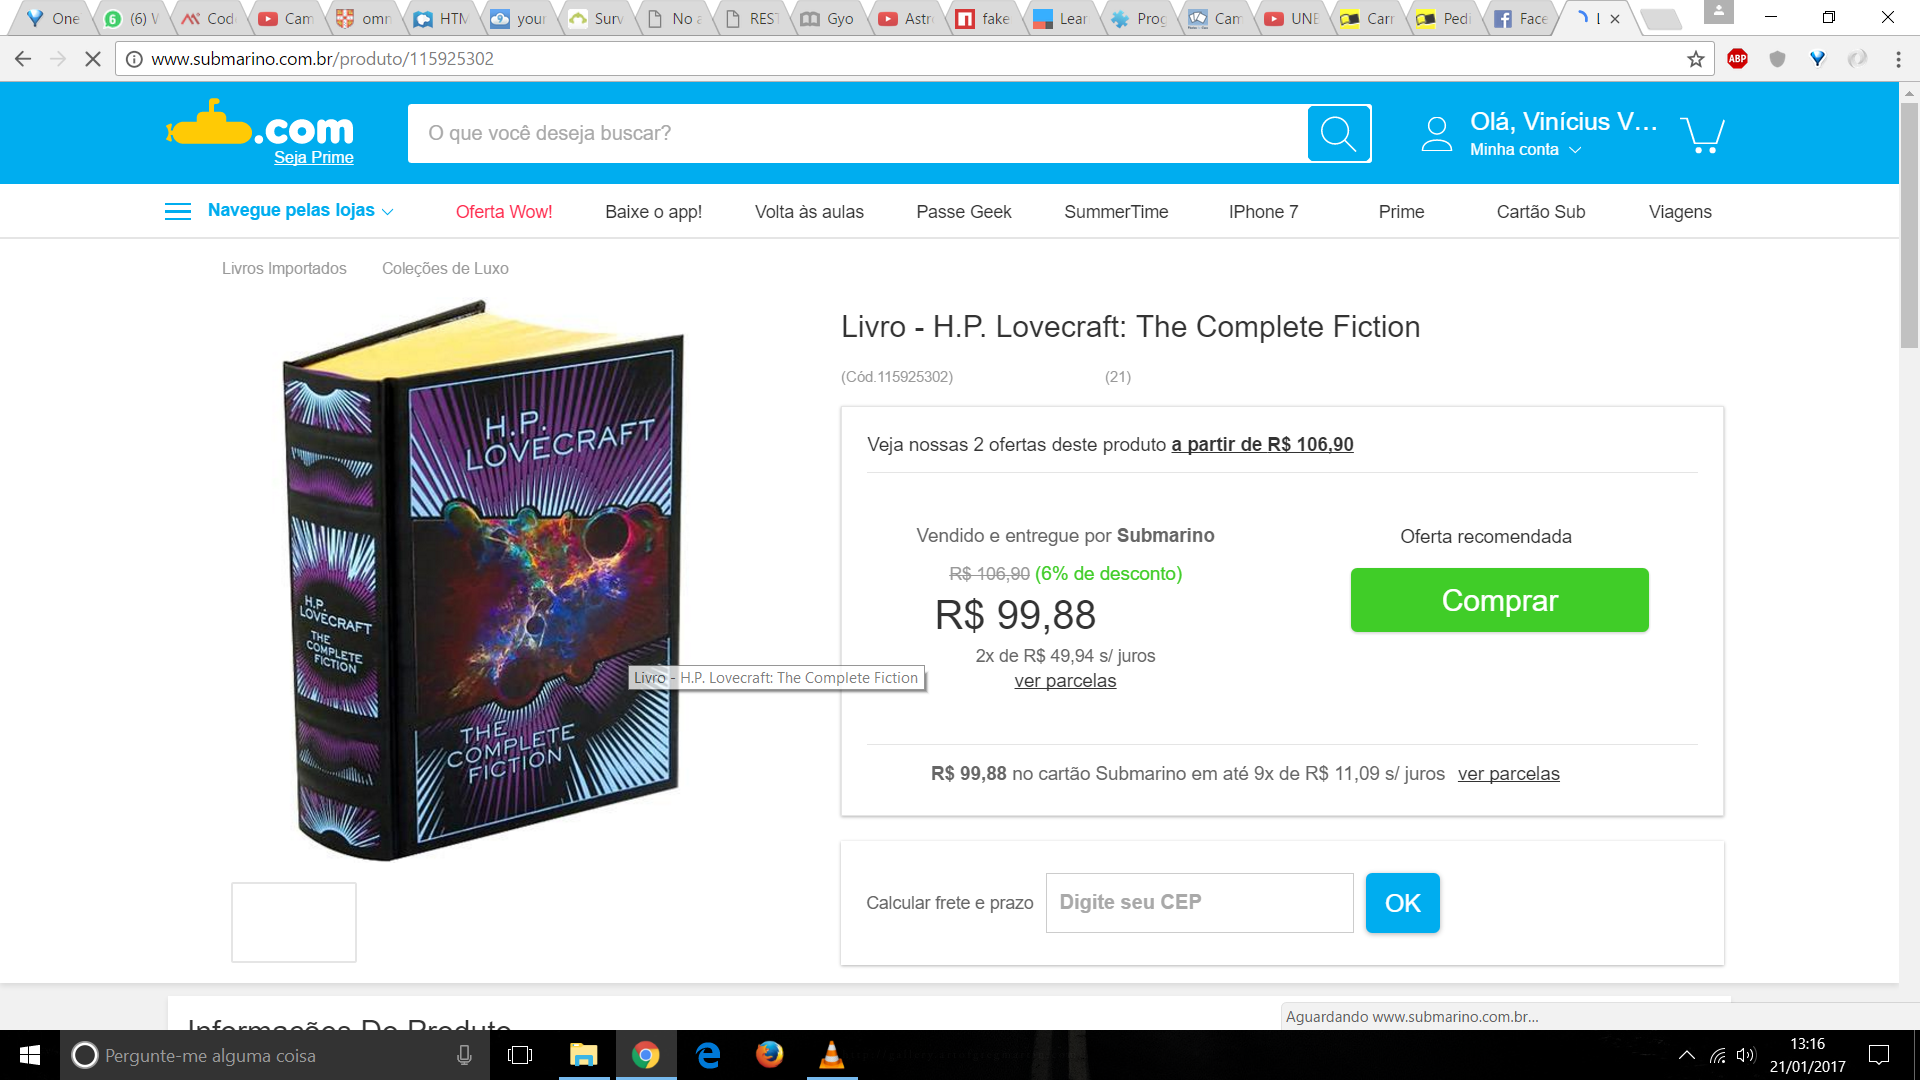 One
(6) W
Cod
Cam
omn
HTM
your
Surv
No a
REST
Gyo
Astr
fake
Lear
Prog
Cam
UNE
Carr
Pedi
Face
L
www.submarino.com.br/produto/115925302
ABP
.com
Seja Prime
O que você deseja buscar?
Olá, Vinícius V...
Minha conta
Navegue pelas lojas
Oferta Wow!
Baixe o app!
Volta às aulas
Passe Geek
SummerTime
IPhone 7
Prime
Cartão Sub
Viagens
Livros Importados
Coleções de Luxo
H.P.
LOVECRAFT
THE
COMPLETE
FICTION
H.P.
LOVECRAFT
THE
COMPLETE
FICTION
Livro - H.P. Lovecraft: The Complete Fiction
Livro - H.P. Lovecraft: The Complete Fiction
(Cód.115925302)
(21)
Veja nossas 2 ofertas deste produto a partir de R$ 106,90
Vendido e entregue por Submarino
R$ 106,90 (6% de desconto)
R$ 99,88
2x de R$ 49,94 s/ juros
ver parcelas
Oferta recomendada
Comprar
R$ 99,88 no cartão Submarino em até 9x de R$ 11,09 s/ juros ver parcelas
Calcular frete e prazo
Digite seu CEP
OK
Informações Do Produto
Aguardando www.submarino.com.br...
Pergunte-me alguma coisa
13:16
21/01/2017